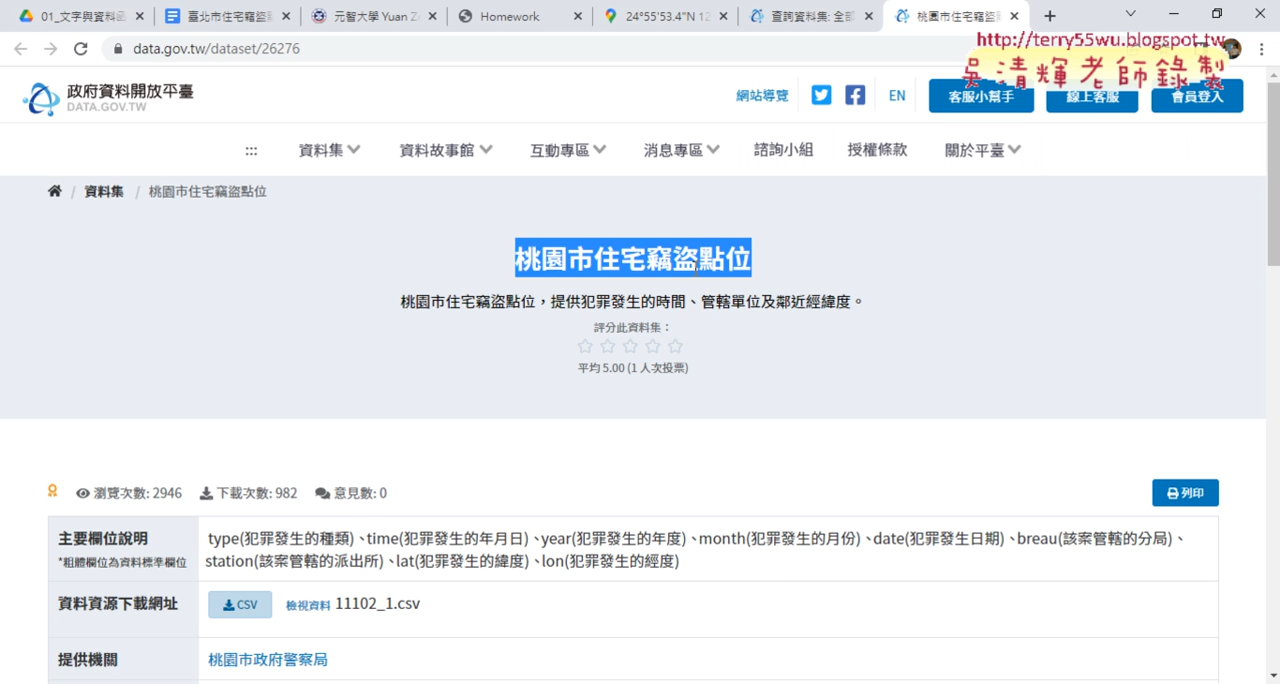 01_文字與資料函
臺北市住宅竊盜點
元智大學 Yuan Z
Homework
24°55'53.4"N 12
查詢資料集: 全部
桃園市住宅竊盜點
data.gov.tw/dataset/26276
http://terry55wu.blogspot.tw
吳清輝老師錄製
政府資料開放平臺
DATA.GOV.TW
網站導覽
EN
客服小幫手
線上客服
會員登入
資料集
資料故事館
互動專區
消息專區
諮詢小組
授權條款
關於平臺
/ 資料集 / 桃園市住宅竊盜點位
桃園市住宅竊盜點位
桃園市住宅竊盜點位，提供犯罪發生的時間、管轄單位及鄰近經緯度。
評分此資料集：
平均 5.00 (1 人次投票)
瀏覽次數: 2946
下載次數: 982
意見數: 0
列印
主要欄位說明
*粗體欄位為資料標準欄位
type(犯罪發生的種類)、time(犯罪發生的年月日)、year(犯罪發生的年度)、month(犯罪發生的月份)、date(犯罪發生日期)、breau(該案管轄的分局)、
station(該案管轄的派出所)、lat(犯罪發生的緯度)、lon(犯罪發生的經度)
資料資源下載網址
CSV
檢視資料 11102_1.csv
提供機關
桃園市政府警察局